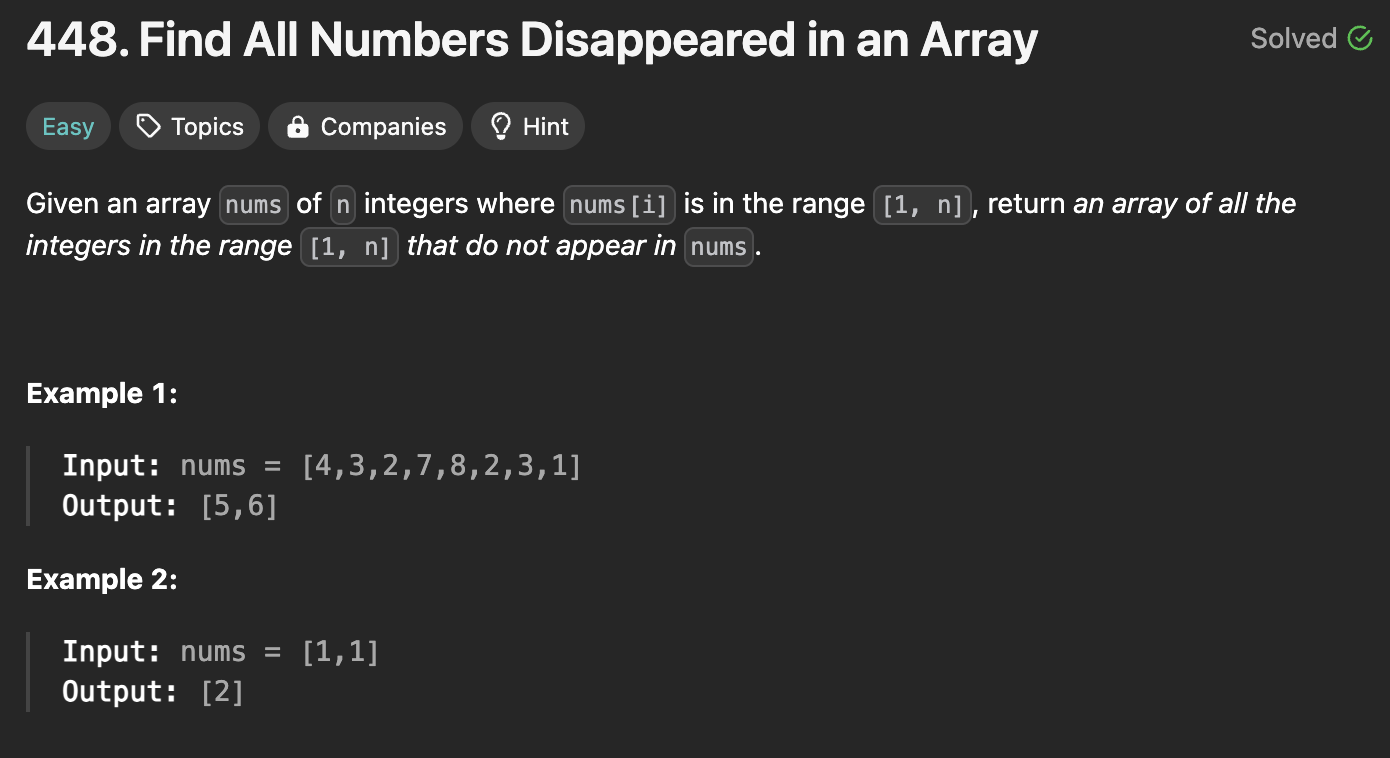 448. Find All Numbers Disappeared in an Array
Solved
Easy Topics Companies Hint
Given an array nums of n integers where nums[i] is in the range [1, n], return an array of all the
integers in the range [1, n] that do not appear in nums.
Example 1:
Input: nums = [4,3,2,7,8,2,3,1]
Output: [5,6]
Example 2:
Input: nums = [1,1]
Output: [2]